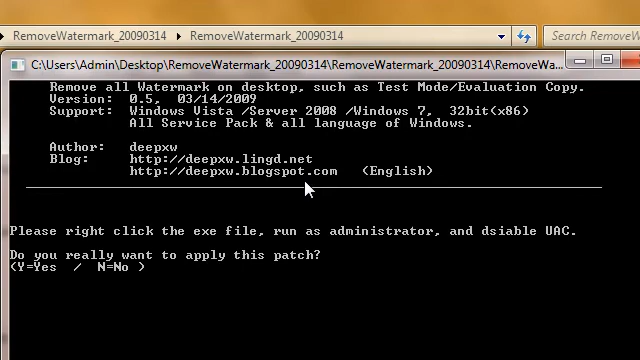 RemoveWatermark_20090314 RemoveWatermark_20090314 Search RemoveW
C:\Users\Admin\Desktop\RemoveWatermark_20090314\RemoveWatermark_20090314\RemoveWa...
Remove all Watermark on desktop, such as Test Mode/Evaluation Copy.
Version: 0.5, 03/14/2009
Support: Windows Vista /Server 2008 /Windows 7, 32bit(x86)
All Service Pack & all language of Windows.
Author: deepxw
Blog: http://deepxw.lingd.net
http://deepxw.blogspot.com (English)
Please right click the exe file, run as administrator, and dsiable UAC.
Do you really want to apply this patch?
(Y=Yes / N=No )